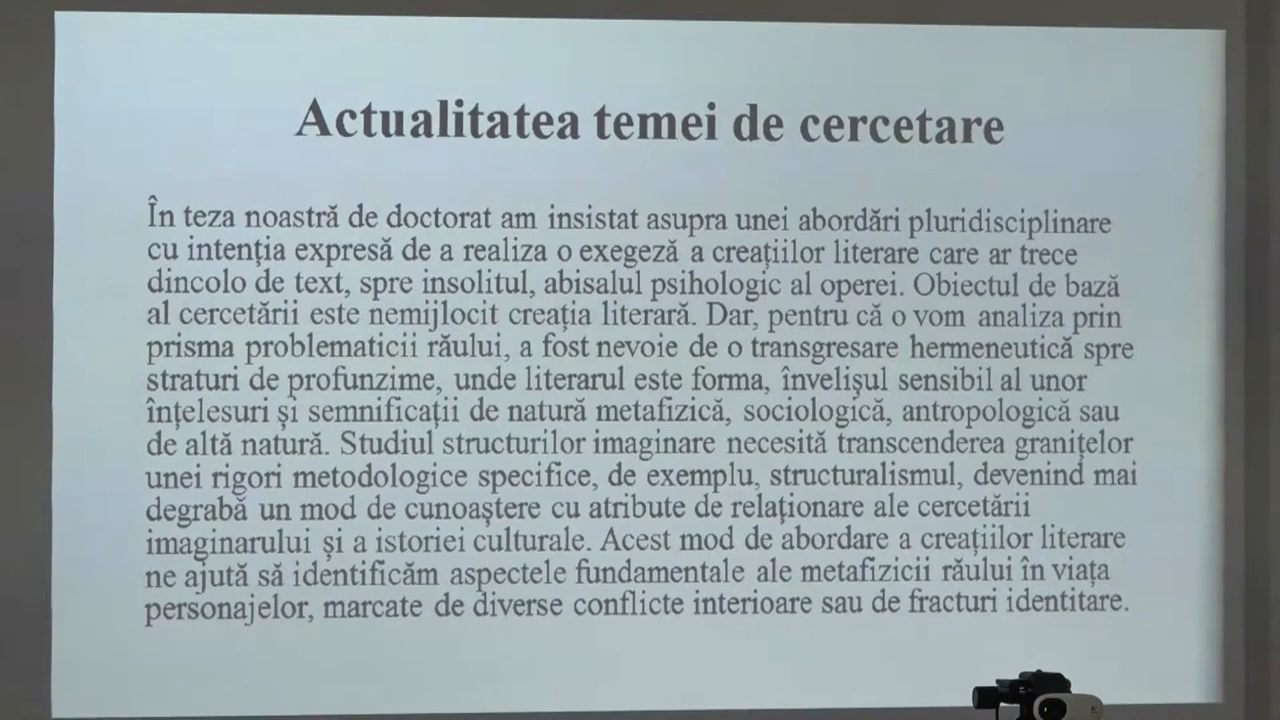 Actualitatea temei de cercetare
În teza noastră de doctorat am insistat asupra unei abordări pluridisciplinare
cu intenția expresă de a realiza o exegeză a creațiilor literare care ar trece
dincolo de text, spre insolitul, abisalul psihologic al operei. Obiectul de bază
al cercetării este nemijlocit creația literară. Dar, pentru că o vom analiza prin
prisma problematicii răului, a fost nevoie de o transgresare hermeneutică spre
straturi de profunzime, unde literarul este forma, învelișul sensibil al unor
înțelesuri și semnificații de natură metafizică, sociologică, antropologică sau
de altă natură. Studiul structurilor imaginare necesită transcenderea granițelor
unei rigori metodologice specifice, de exemplu, structuralismul, devenind mai
degrabă un mod de cunoaștere cu atribute de relaționare ale cercetării
imaginarului și a istoriei culturale. Acest mod de abordare a creațiilor literare
ne ajută să identificăm aspectele fundamentale ale metafizicii răului în viața
personajelor, marcate de diverse conflicte interioare sau de fracturi identitare.